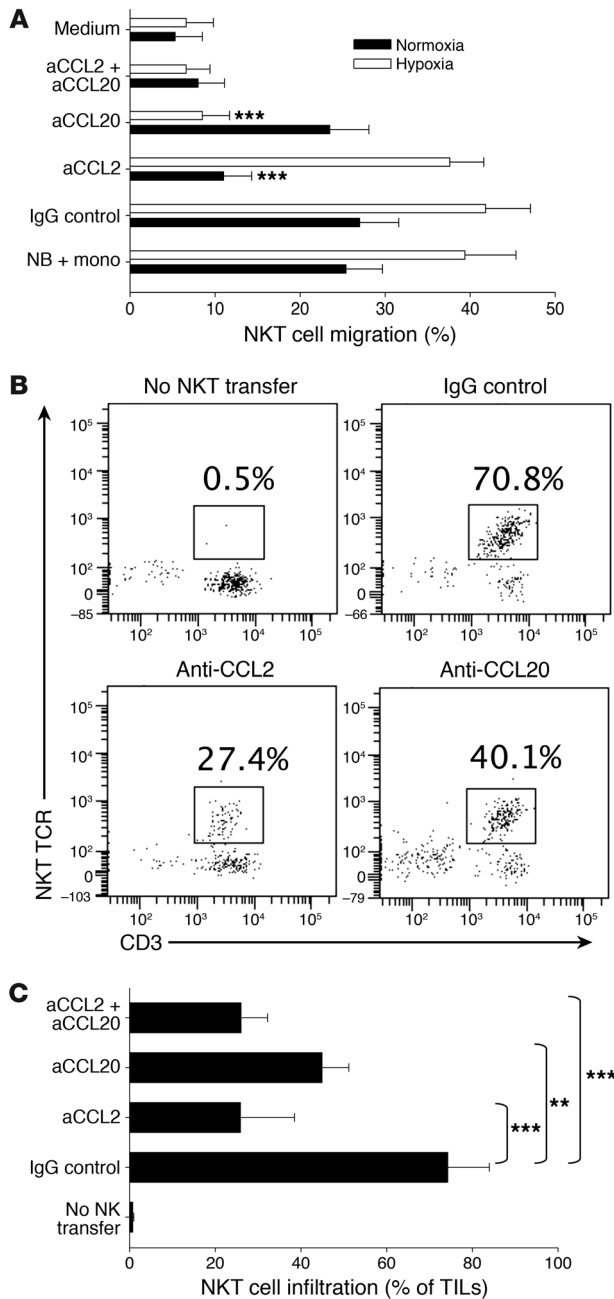 A
Medium
aCCL2 +
aCCL20
aCCL20
aCCL2
IgG control
NB + mono
Normoxia
Hypoxia
***
***
0 10 20 30 40 50
NKT cell migration (%)
B
No NKT transfer
IgG control
10⁵
10⁴
10³
10²
0
−85
0.5%
10² 10³ 10⁴ 10⁵
10⁵
10⁴
10³
10²
0
−66
70.8%
10² 10³ 10⁴ 10⁵
Anti-CCL2
Anti-CCL20
10⁵
10⁴
10³
10²
0
−103
27.4%
10² 10³ 10⁴ 10⁵
10⁵
10⁴
10³
10²
0
−79
40.1%
10² 10³ 10⁴ 10⁵
NKT TCR
CD3
C
aCCL2 +
aCCL20
aCCL20
aCCL2
IgG control
No NK
transfer
***
**
***
0 20 40 60 80 100
NKT cell infiltration (% of TILs)